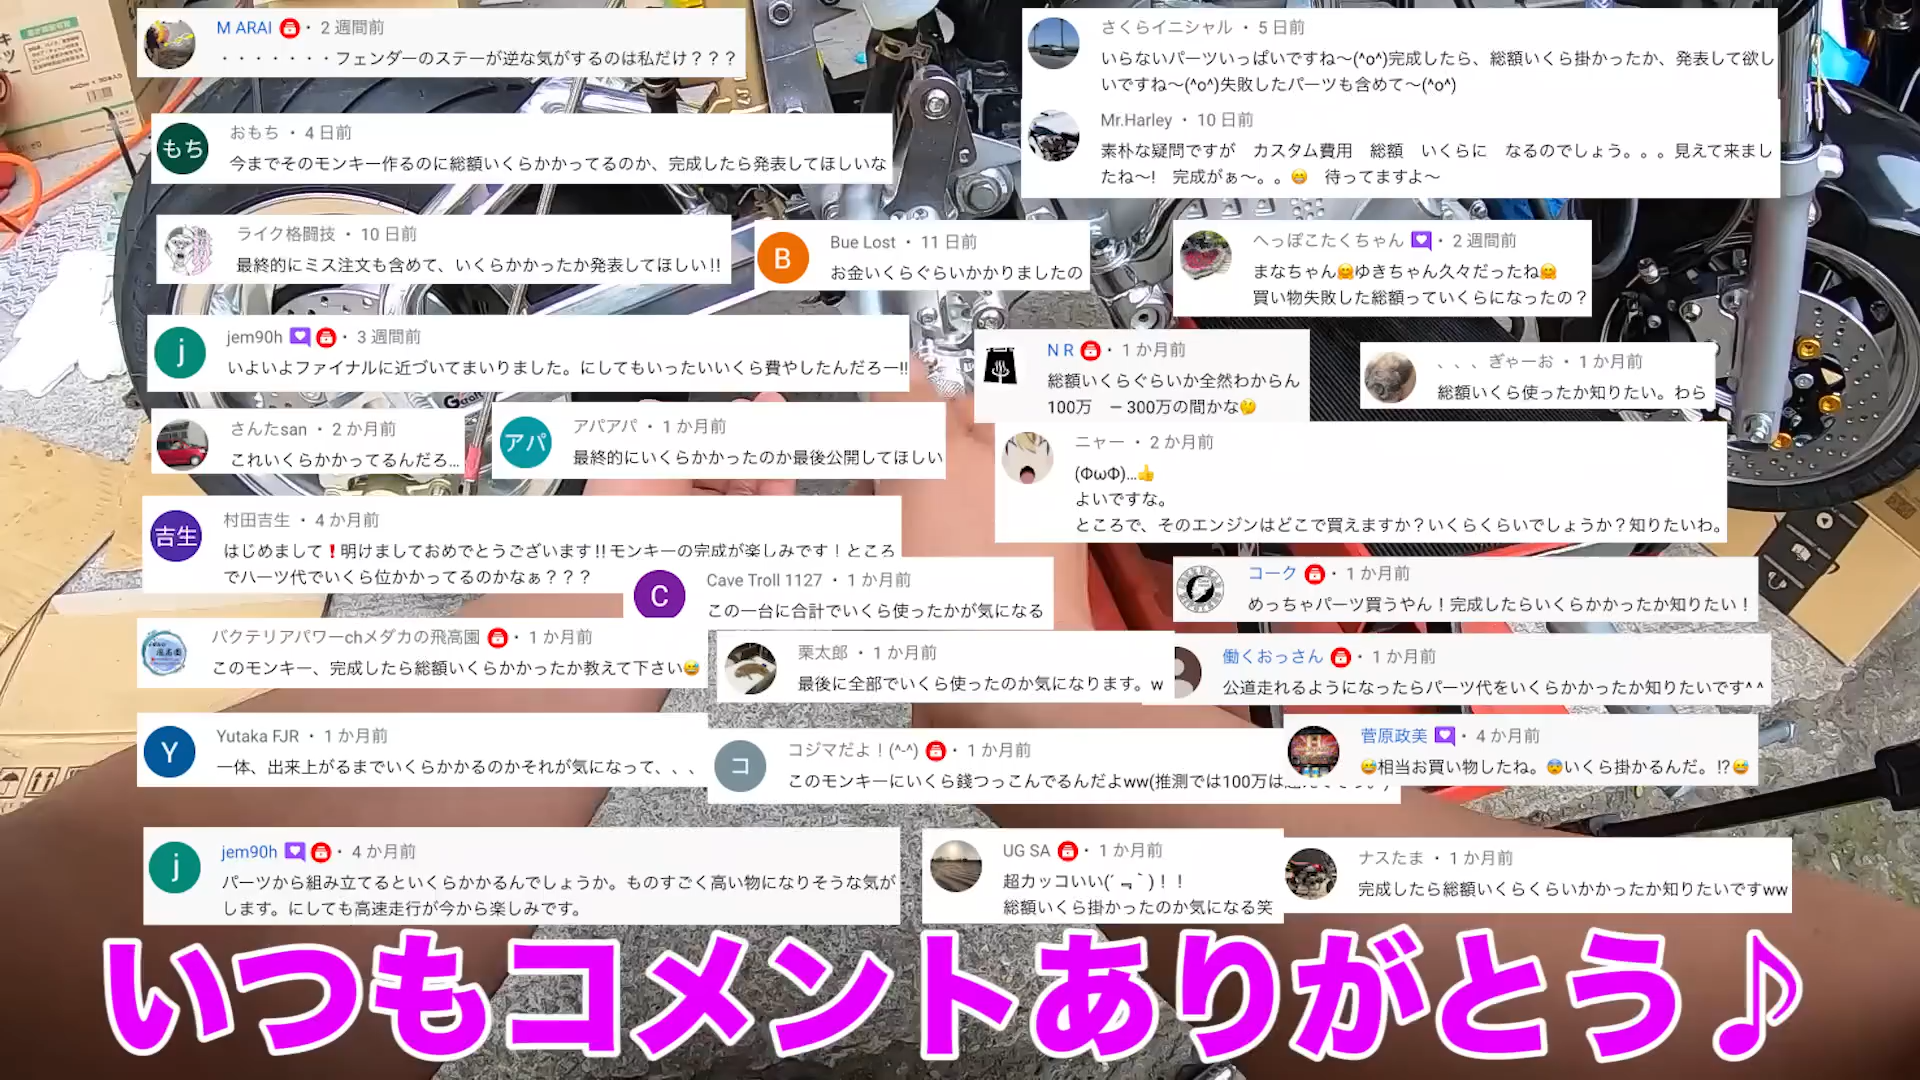 M ARAI ・ 2 週間前
・・・・・・・フェンダーのステーが逆な気がするのは私だけ？？？
もち
おもち ・ 4 日前
今までそのモンキー作るのに総額いくらかかってるのか、完成したら発表してほしいな
ライク格闘技 ・ 10 日前
最終的にミス注文も含めて、いくらかかったか発表してほしい!!
B
Bue Lost ・ 11 日前
お金いくらぐらいかかりましたの
j
jem90h ・ 3 週間前
いよいよファイナルに近づいてまいりました。にしてもいったいいくら費やしたんだろー!!
さんたsan ・ 2 か月前
これいくらかかってるんだろ...
アパ
アパアパ ・ 1 か月前
最終的にいくらかかったのか最後公開してほしい
吉生
村田吉生 ・ 4 か月前
はじめまして❗明けましておめでとうございます!!モンキーの完成が楽しみです！ところ
でパーツ代でいくら位かかってるのかなぁ？？？
C
Cave Troll 1127 ・ 1 か月前
この一台に合計でいくら使ったかが気になる
バクテリアパワーchメダカの飛高園 ・ 1 か月前
このモンキー、完成したら総額いくらかかったか教えて下さい😅
栗太郎 ・ 1 か月前
最後に全部でいくら使ったのか気になります。w
Y
Yutaka FJR ・ 1 か月前
一体、出来上がるまでいくらかかるのかそれが気になって、、、
コ
コジマだよ！(^-^) ・ 1 か月前
このモンキーにいくら銭つっこんでるんだよww(推測では100万は
j
jem90h ・ 4 か月前
パーツから組み立てるといくらかかるんでしょうか。ものすごく高い物になりそうな気が
します。にしても高速走行が今から楽しみです。
さくらイニシャル ・ 5 日前
いらないパーツいっぱいですね〜(^o^)完成したら、総額いくら掛かったか、発表して欲し
いですね〜(^o^)失敗したパーツも含めて〜(^o^)
Mr.Harley ・ 10 日前
素朴な疑問ですが　カスタム費用　総額　いくらに　なるのでしょう。。。見えて来まし
たね〜!　完成がぁ〜。。😁　待ってますよ〜
へっぽこたくちゃん ・ 2 週間前
まなちゃん🤗ゆきちゃん久々だったね🤗
買い物失敗した総額っていくらになったの？
N R ・ 1 か月前
総額いくらぐらいか全然わからん
100万　– 300万の間かな🤔
、、、ぎゃーお ・ 1 か月前
総額いくら使ったか知りたい。わら
ニャー ・ 2 か月前
(ΦωΦ)...👍
よいですな。
ところで、そのエンジンはどこで買えますか？いくらくらいでしょうか？知りたいわ。
コーク ・ 1 か月前
めっちゃパーツ買うやん！完成したらいくらかかったか知りたい！
働くおっさん ・ 1 か月前
公道走れるようになったらパーツ代をいくらかかったか知りたいです^ ^
菅原政美 ・ 4 か月前
😅相当お買い物したね。😨いくら掛かるんだ。!?😅
UG SA ・ 1 か月前
超カッコいい(´ ¬ `)！！
総額いくら掛かったのか気になる笑
ナスたま ・ 1 か月前
完成したら総額いくらくらいかかったか知りたいですww
いつもコメントありがとう♪